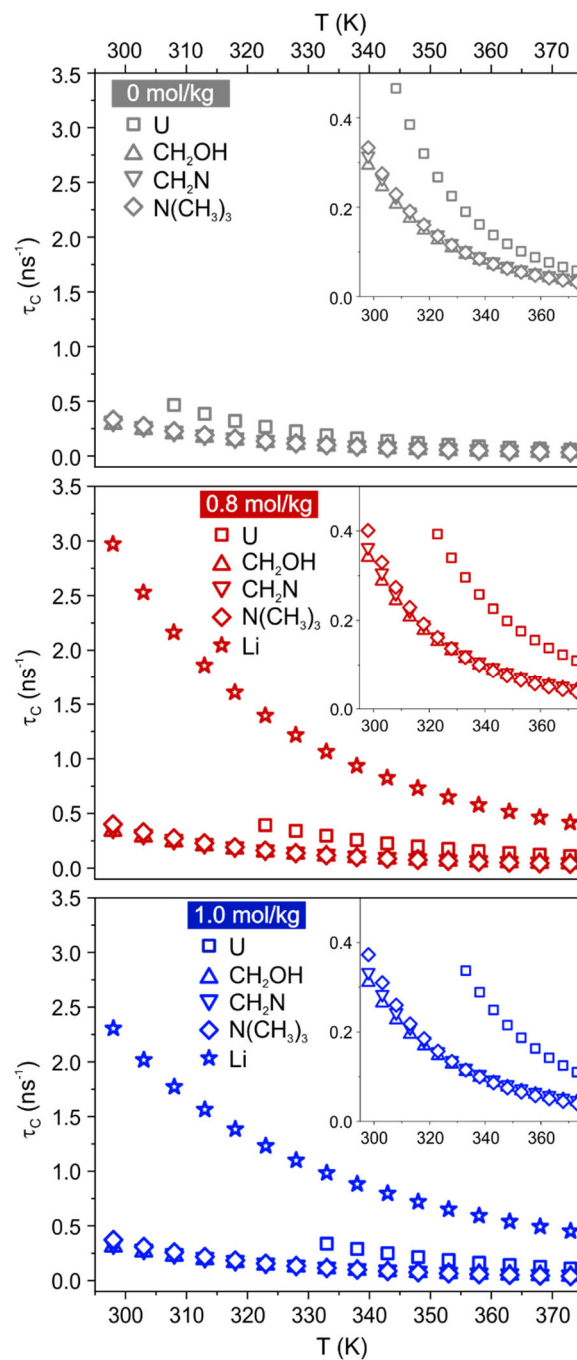 T (K)
300 310 320 330 340 350 360 370
3.5
3.0
2.5
2.0
1.5
1.0
0.5
0.0
τC (ns⁻¹)
0 mol/kg
U
CH₂OH
CH₂N
N(CH₃)₃
0.4
0.2
0.0
300 320 340 360
3.5
3.0
2.5
2.0
1.5
1.0
0.5
0.0
τC (ns⁻¹)
0.8 mol/kg
U
CH₂OH
CH₂N
N(CH₃)₃
Li
0.4
0.2
0.0
300 320 340 360
3.5
3.0
2.5
2.0
1.5
1.0
0.5
0.0
τC (ns⁻¹)
1.0 mol/kg
U
CH₂OH
CH₂N
N(CH₃)₃
Li
0.4
0.2
0.0
300 320 340 360
300 310 320 330 340 350 360 370
T (K)